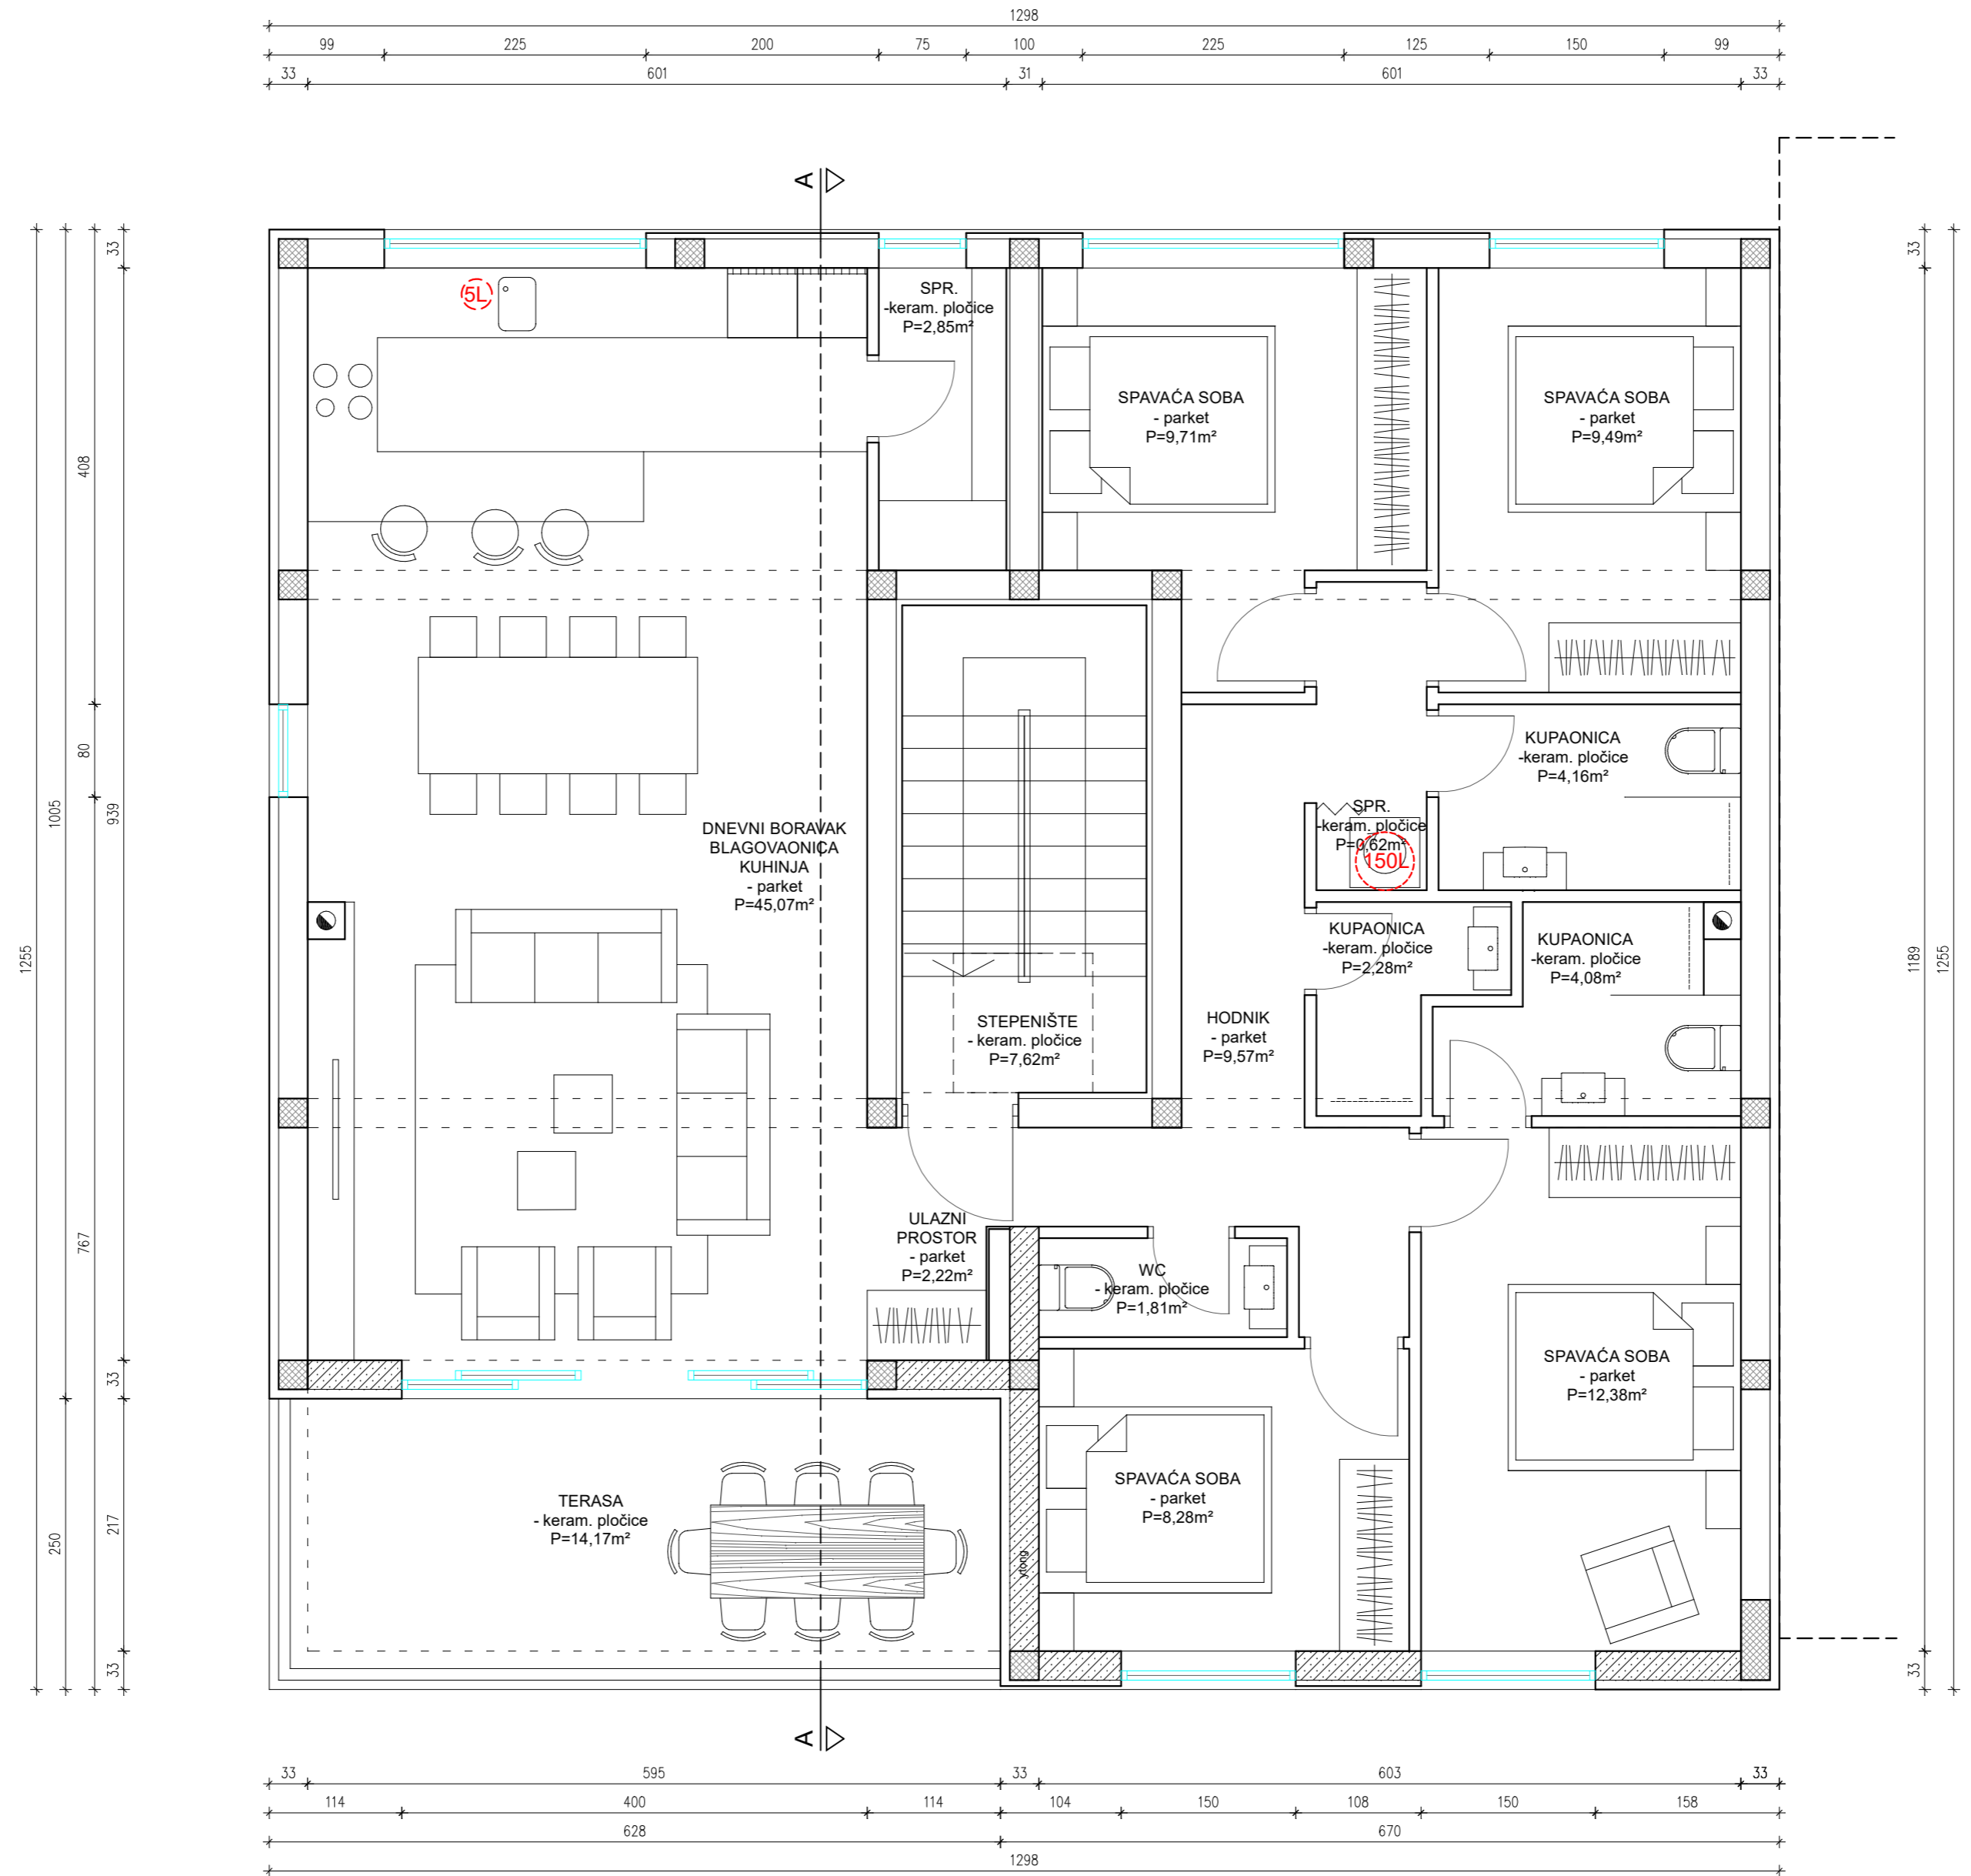 1298
99 225 200 75 100 225 125 150 99
33 601 31 601 33
A
33
33
5L
SPR.
-keram. pločice
P=2,85m²
SPAVAĆA SOBA
- parket
P=9,71m²
SPAVAĆA SOBA
- parket
P=9,49m²
408
80
1005
939
1255
767
33
250
217
33
KUPAONICA
-keram. pločice
P=4,16m²
SPR.
-keram. pločice
P=0,62m²
150L
DNEVNI BORAVAK
BLAGOVAONICA
KUHINJA
- parket
P=45,07m²
KUPAONICA
-keram. pločice
P=2,28m²
KUPAONICA
-keram. pločice
P=4,08m²
STEPENIŠTE
- keram. pločice
P=7,62m²
HODNIK
- parket
P=9,57m²
1189
1255
33
ULAZNI
PROSTOR
- parket
P=2,22m²
WC
- keram. pločice
P=1,81m²
SPAVAĆA SOBA
- parket
P=12,38m²
SPAVAĆA SOBA
- parket
P=8,28m²
TERASA
- keram. pločice
P=14,17m²
ytong
A
33 595 33 603 33
114 400 114 104 150 108 150 158
628 670
1298